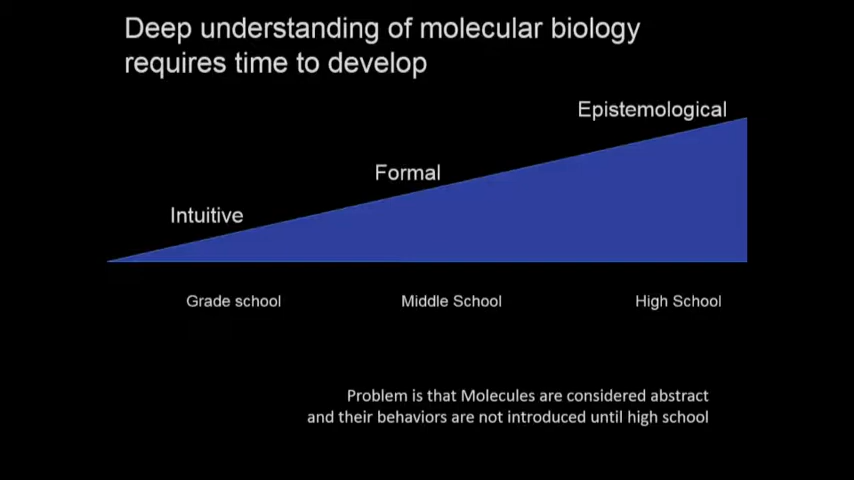 Deep understanding of molecular biology
requires time to develop
Epistemological
Formal
Intuitive
Grade school
Middle School
High School
Problem is that Molecules are considered abstract
and their behaviors are not introduced until high school